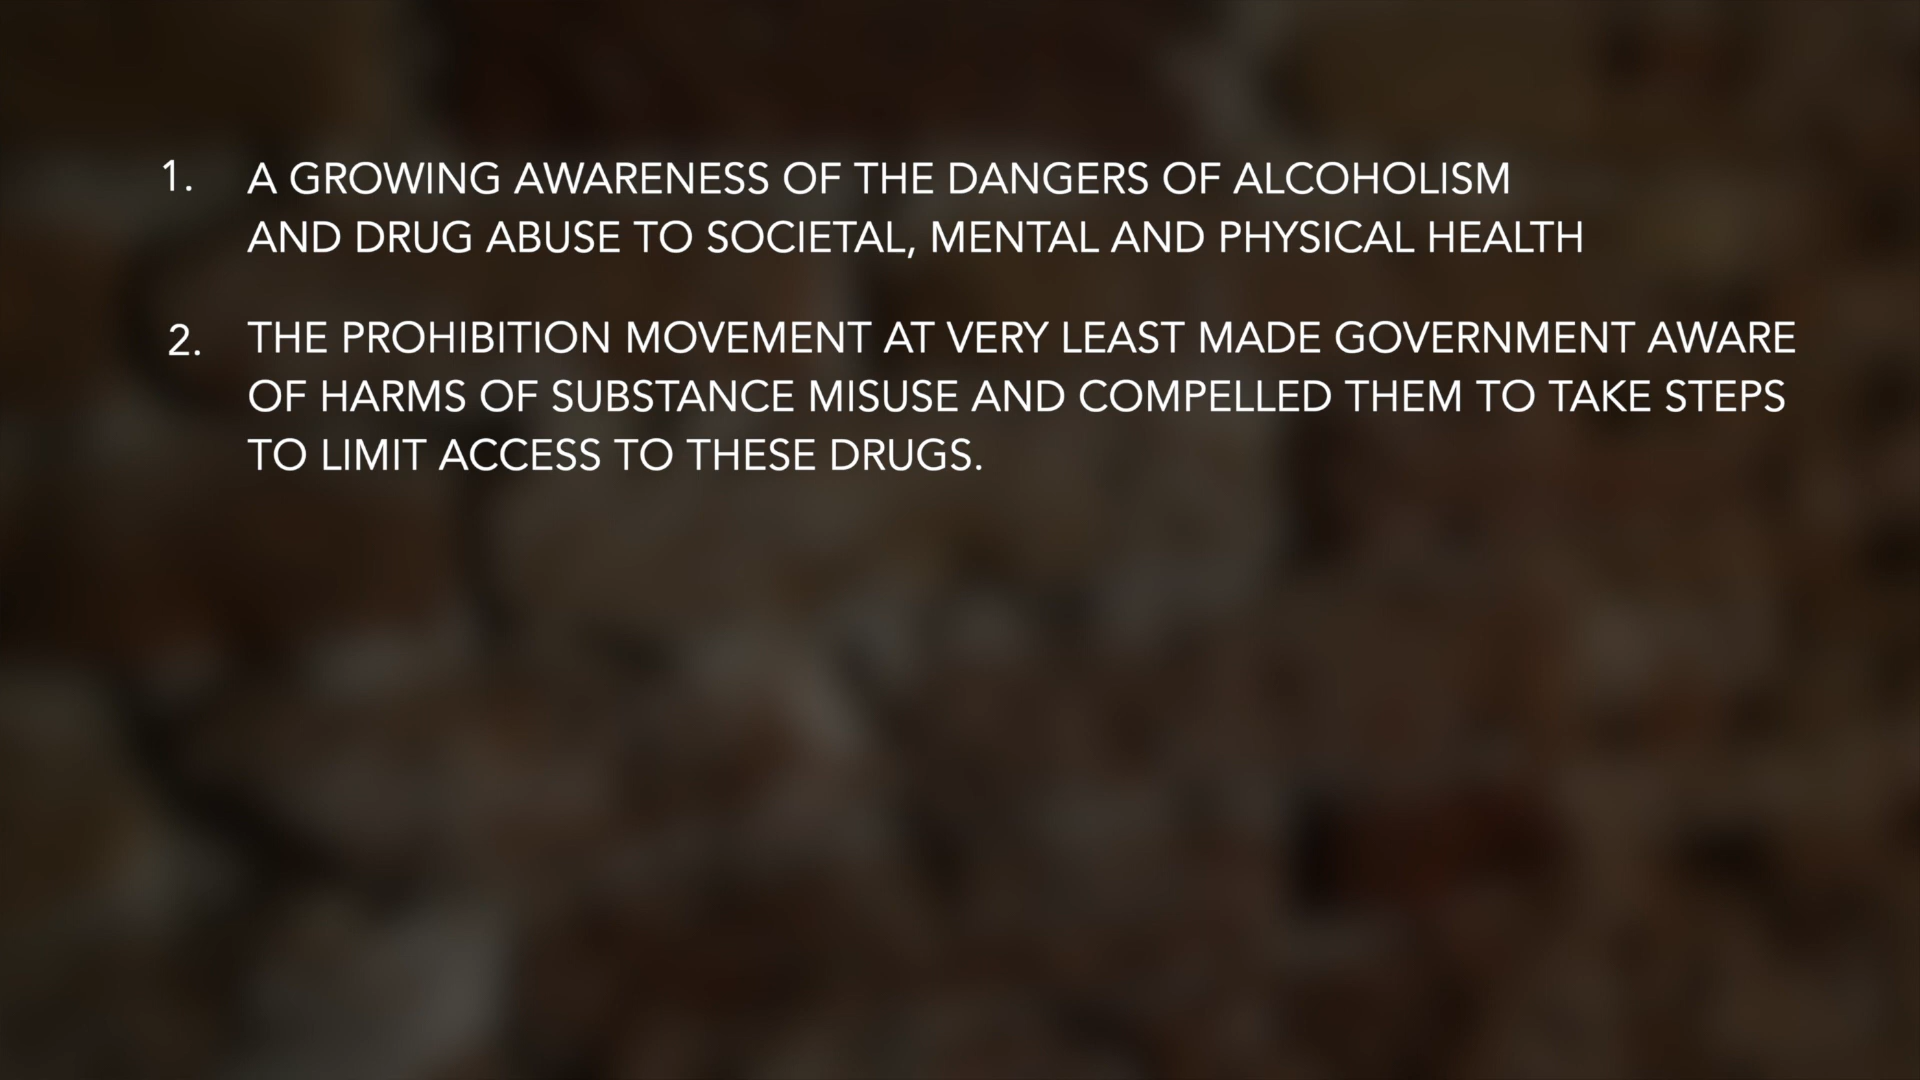 1. A GROWING AWARENESS OF THE DANGERS OF ALCOHOLISM
AND DRUG ABUSE TO SOCIETAL, MENTAL AND PHYSICAL HEALTH
2. THE PROHIBITION MOVEMENT AT VERY LEAST MADE GOVERNMENT AWARE
OF HARMS OF SUBSTANCE MISUSE AND COMPELLED THEM TO TAKE STEPS
TO LIMIT ACCESS TO THESE DRUGS.